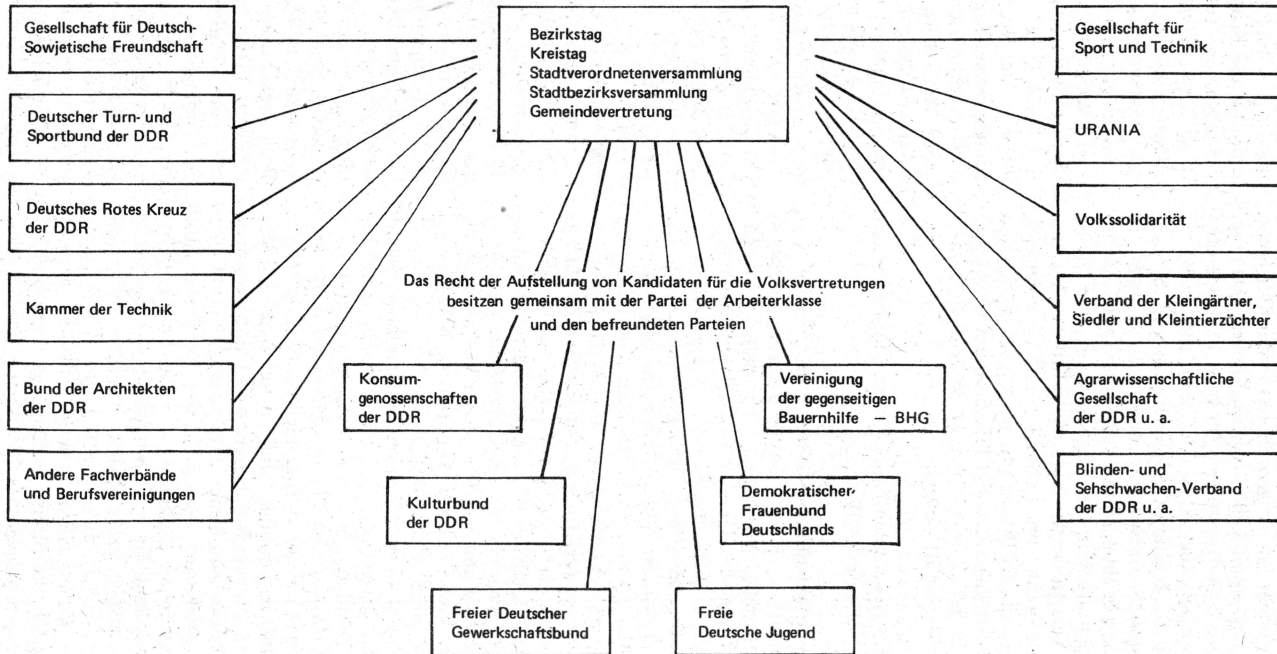 Gesellschaft für Deutsch-
Sowjetische Freundschaft
Deutscher Turn- und
Sportbund der DDR
Deutsches Rotes Kreuz
der DDR
Kammer der Technik
Bund der Architekten
der DDR
Andere Fachverbände
und Berufsvereinigungen
Bezirkstag
Kreistag
Stadtverordnetenversammlung
Stadtbezirksversammlung
Gemeindevertretung
Das Recht der Aufstellung von Kandidaten für die Volksvertretungen
besitzen gemeinsam mit der Partei der Arbeiterklasse
und den befreundeten Parteien
Konsum-
genossenschaften
der DDR
Kulturbund
der DDR
Freier Deutscher
Gewerkschaftsbund
Vereinigung
der gegenseitigen
Bauernhilfe — BHG
Demokratischer-
Frauenbund
Deutschlands
Freie
Deutsche Jugend
Gesellschaft für
Sport und Technik
URANIA
Volkssolidarität
Verband der Kleingärtner,
Siedler und Kleintierzüchter
Agrarwissenschaftliche
Gesellschaft
der DDR u. a.
Blinden- und
Sehschwachen-Verband
der DDR u. a.